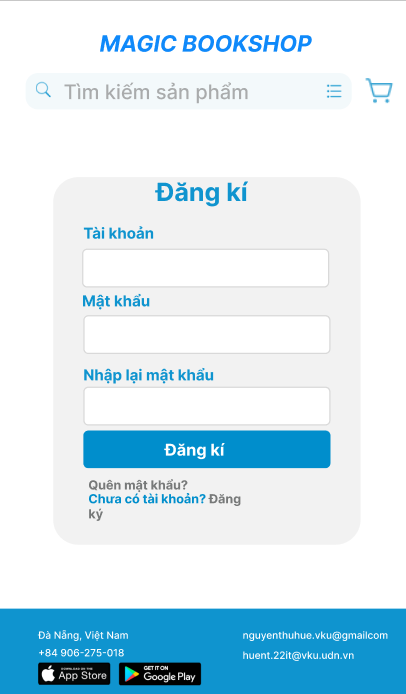 MAGIC BOOKSHOP
Tìm kiếm sản phẩm
Đăng kí
Tài khoản
Mật khẩu
Nhập lại mật khẩu
Đăng kí
Quên mật khẩu?
Chưa có tài khoản? Đăng
ký
Đà Nẵng, Việt Nam
+84 906-275-018
Download on the
App Store
GET IT ON
Google Play
nguyenthuhue.vku@gmailcom
huent.22it@vku.udn.vn